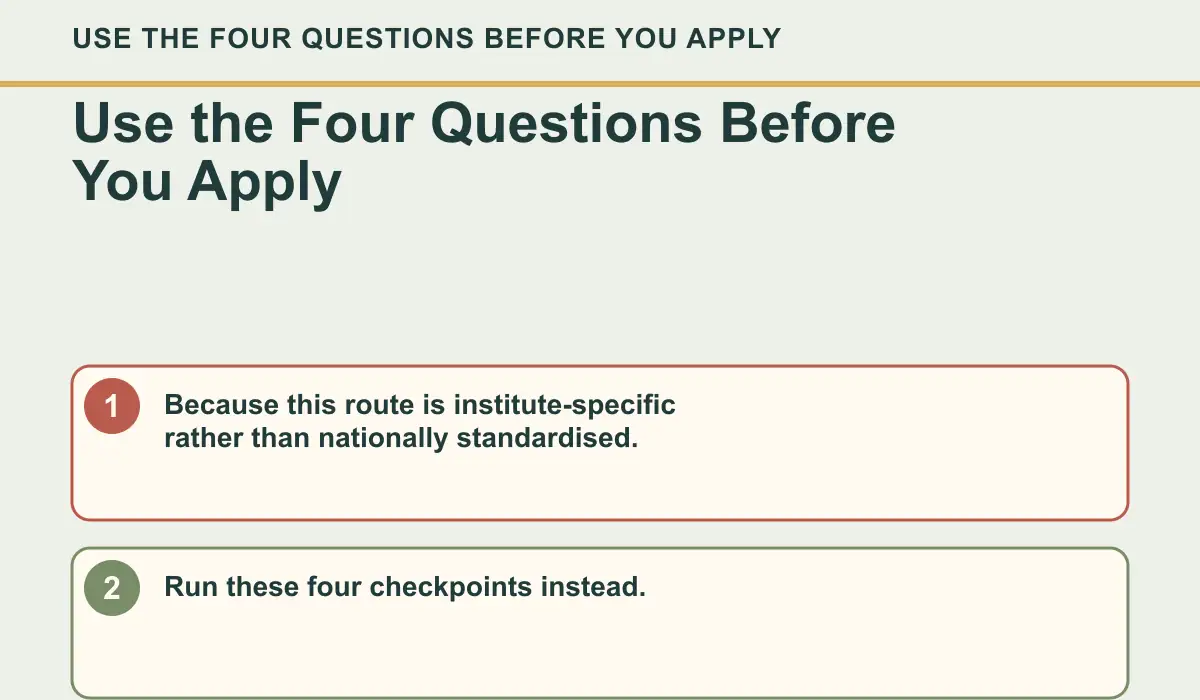 USE THE FOUR QUESTIONS BEFORE YOU APPLY
Use the Four Questions Before
You Apply
1
Because this route is institute-specific
rather than nationally standardised.
2
Run these four checkpoints instead.